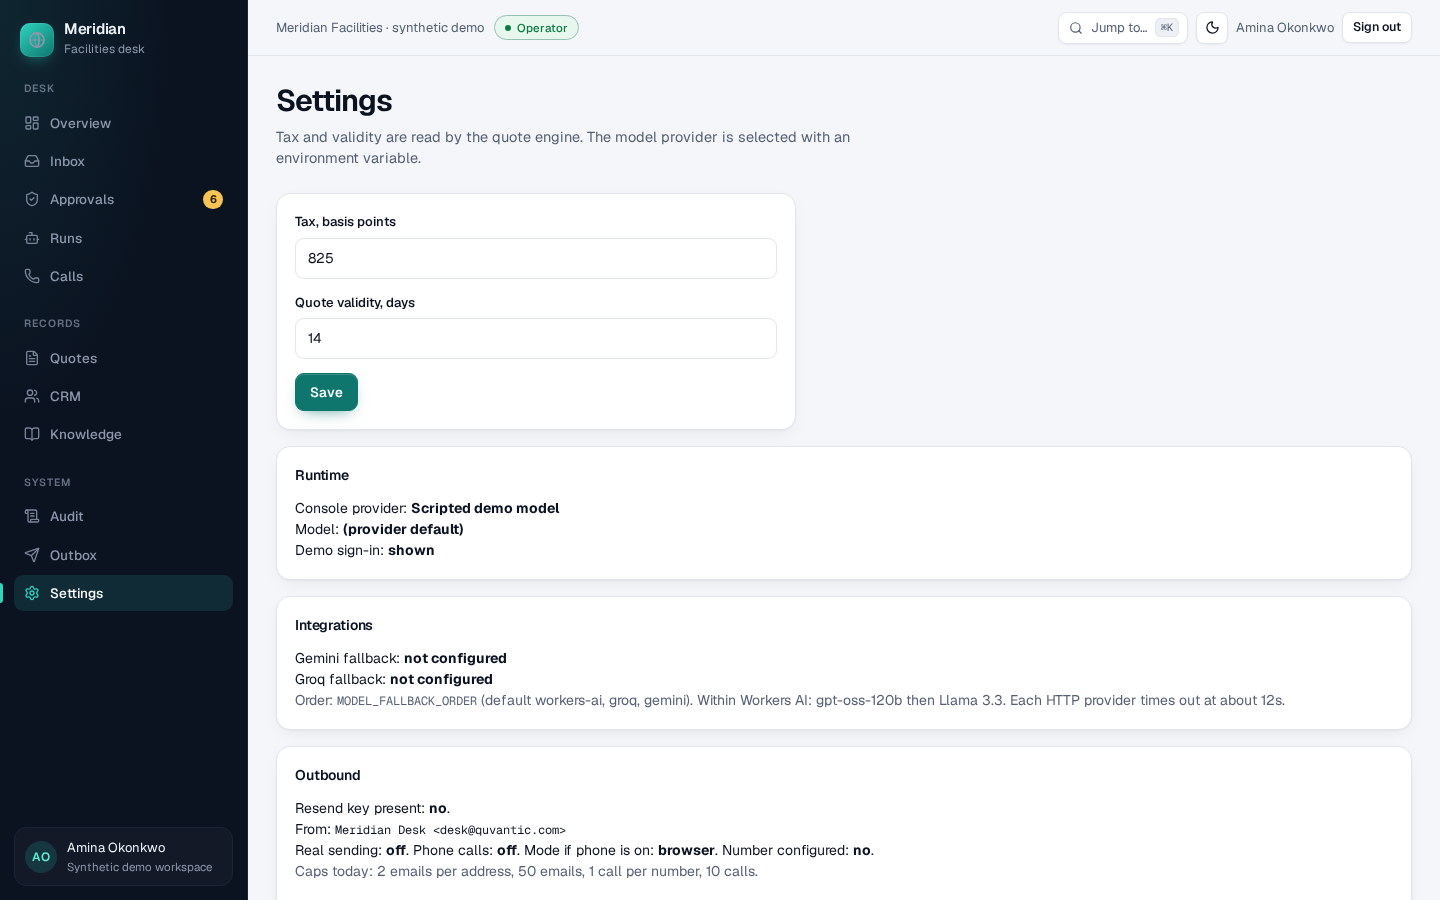 Meridian
Facilities desk
DESK
Overview
Inbox
Approvals 6
Runs
Calls
RECORDS
Quotes
CRM
Knowledge
SYSTEM
Audit
Outbox
Settings
AO Amina Okonkwo
Synthetic demo workspace
Meridian Facilities · synthetic demo Operator Jump to... ⌘K Amina Okonkwo Sign out
Settings
Tax and validity are read by the quote engine. The model provider is selected with an
environment variable.
Tax, basis points
825
Quote validity, days
14
Save
Runtime
Console provider: Scripted demo model
Model: (provider default)
Demo sign-in: shown
Integrations
Gemini fallback: not configured
Groq fallback: not configured
Order: MODEL_FALLBACK_ORDER (default workers-ai, groq, gemini). Within Workers AI: gpt-oss-120b then Llama 3.3. Each HTTP provider times out at about 12s.
Outbound
Resend key present: no.
From: Meridian Desk <desk@quvantic.com>
Real sending: off. Phone calls: off. Mode if phone is on: browser. Number configured: no.
Caps today: 2 emails per address, 50 emails, 1 call per number, 10 calls.